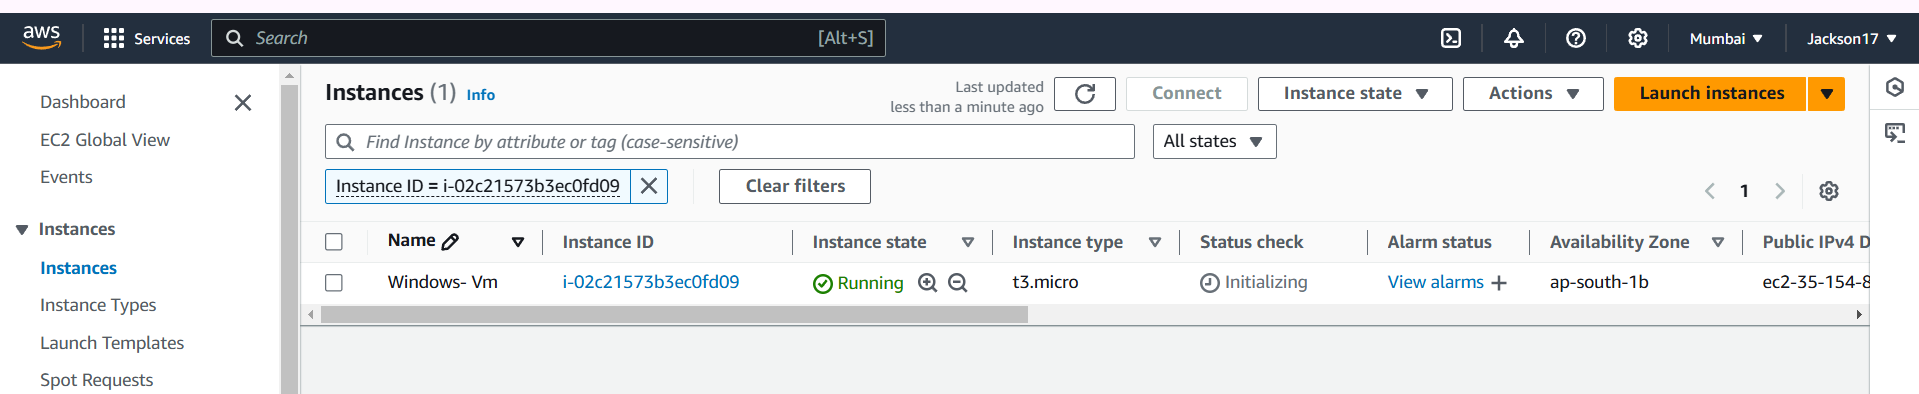 aws
Services
Search
[Alt+S]
Mumbai
Jackson17
Dashboard
EC2 Global View
Events
Instances
Instances
Instance Types
Launch Templates
Spot Requests
Instances (1) Info
Last updated
less than a minute ago
Connect
Instance state
Actions
Launch instances
Find Instance by attribute or tag (case-sensitive)
All states
Instance ID = i-02c21573b3ec0fd09
Clear filters
1
Name Instance ID Instance state Instance type Status check Alarm status Availability Zone Public IPv4 D
Windows- Vm i-02c21573b3ec0fd09 Running t3.micro Initializing View alarms ap-south-1b ec2-35-154-8